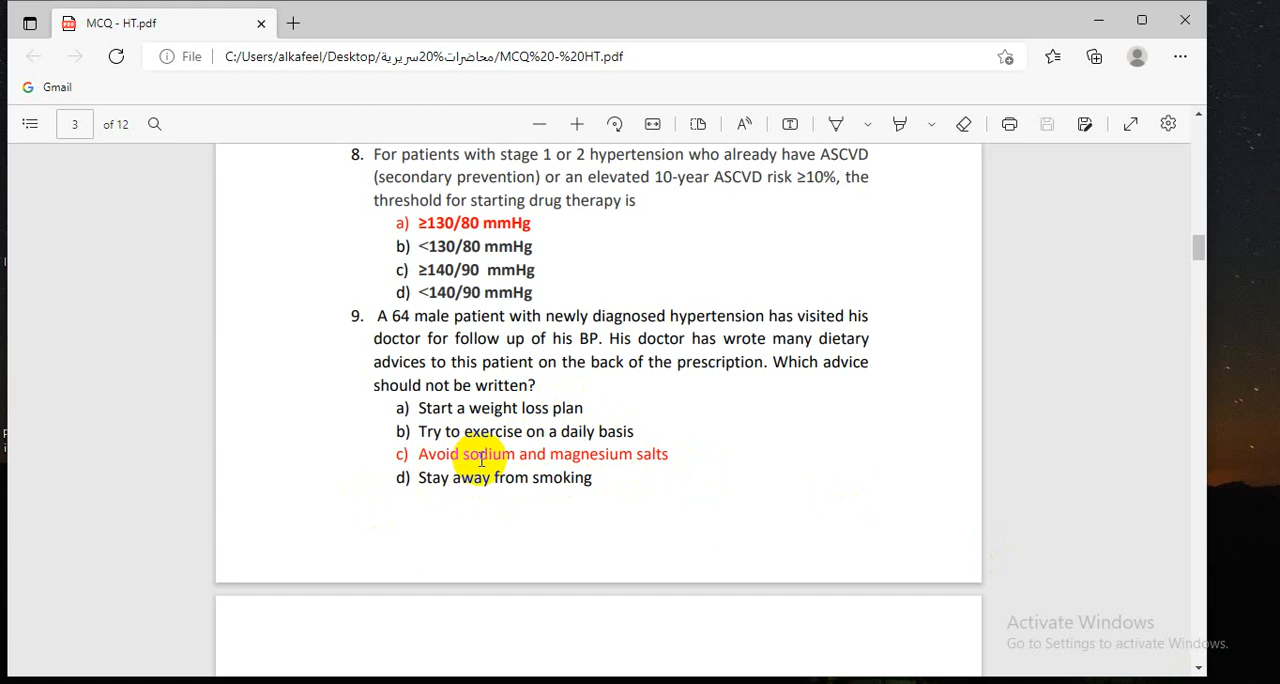 MCQ - HT.pdf
File
C:/Users/alkafeel/Desktop/محاضرات%20سريرية/MCQ%20-%20HT.pdf
Gmail
3 of 12
8. For patients with stage 1 or 2 hypertension who already have ASCVD
(secondary prevention) or an elevated 10-year ASCVD risk ≥10%, the
threshold for starting drug therapy is
a) ≥130/80 mmHg
b) <130/80 mmHg
c) ≥140/90 mmHg
d) <140/90 mmHg
9. A 64 male patient with newly diagnosed hypertension has visited his
doctor for follow up of his BP. His doctor has wrote many dietary
advices to this patient on the back of the prescription. Which advice
should not be written?
a) Start a weight loss plan
b) Try to exercise on a daily basis
c) Avoid sodium and magnesium salts
d) Stay away from smoking
Activate Windows
Go to Settings to activate Windows.